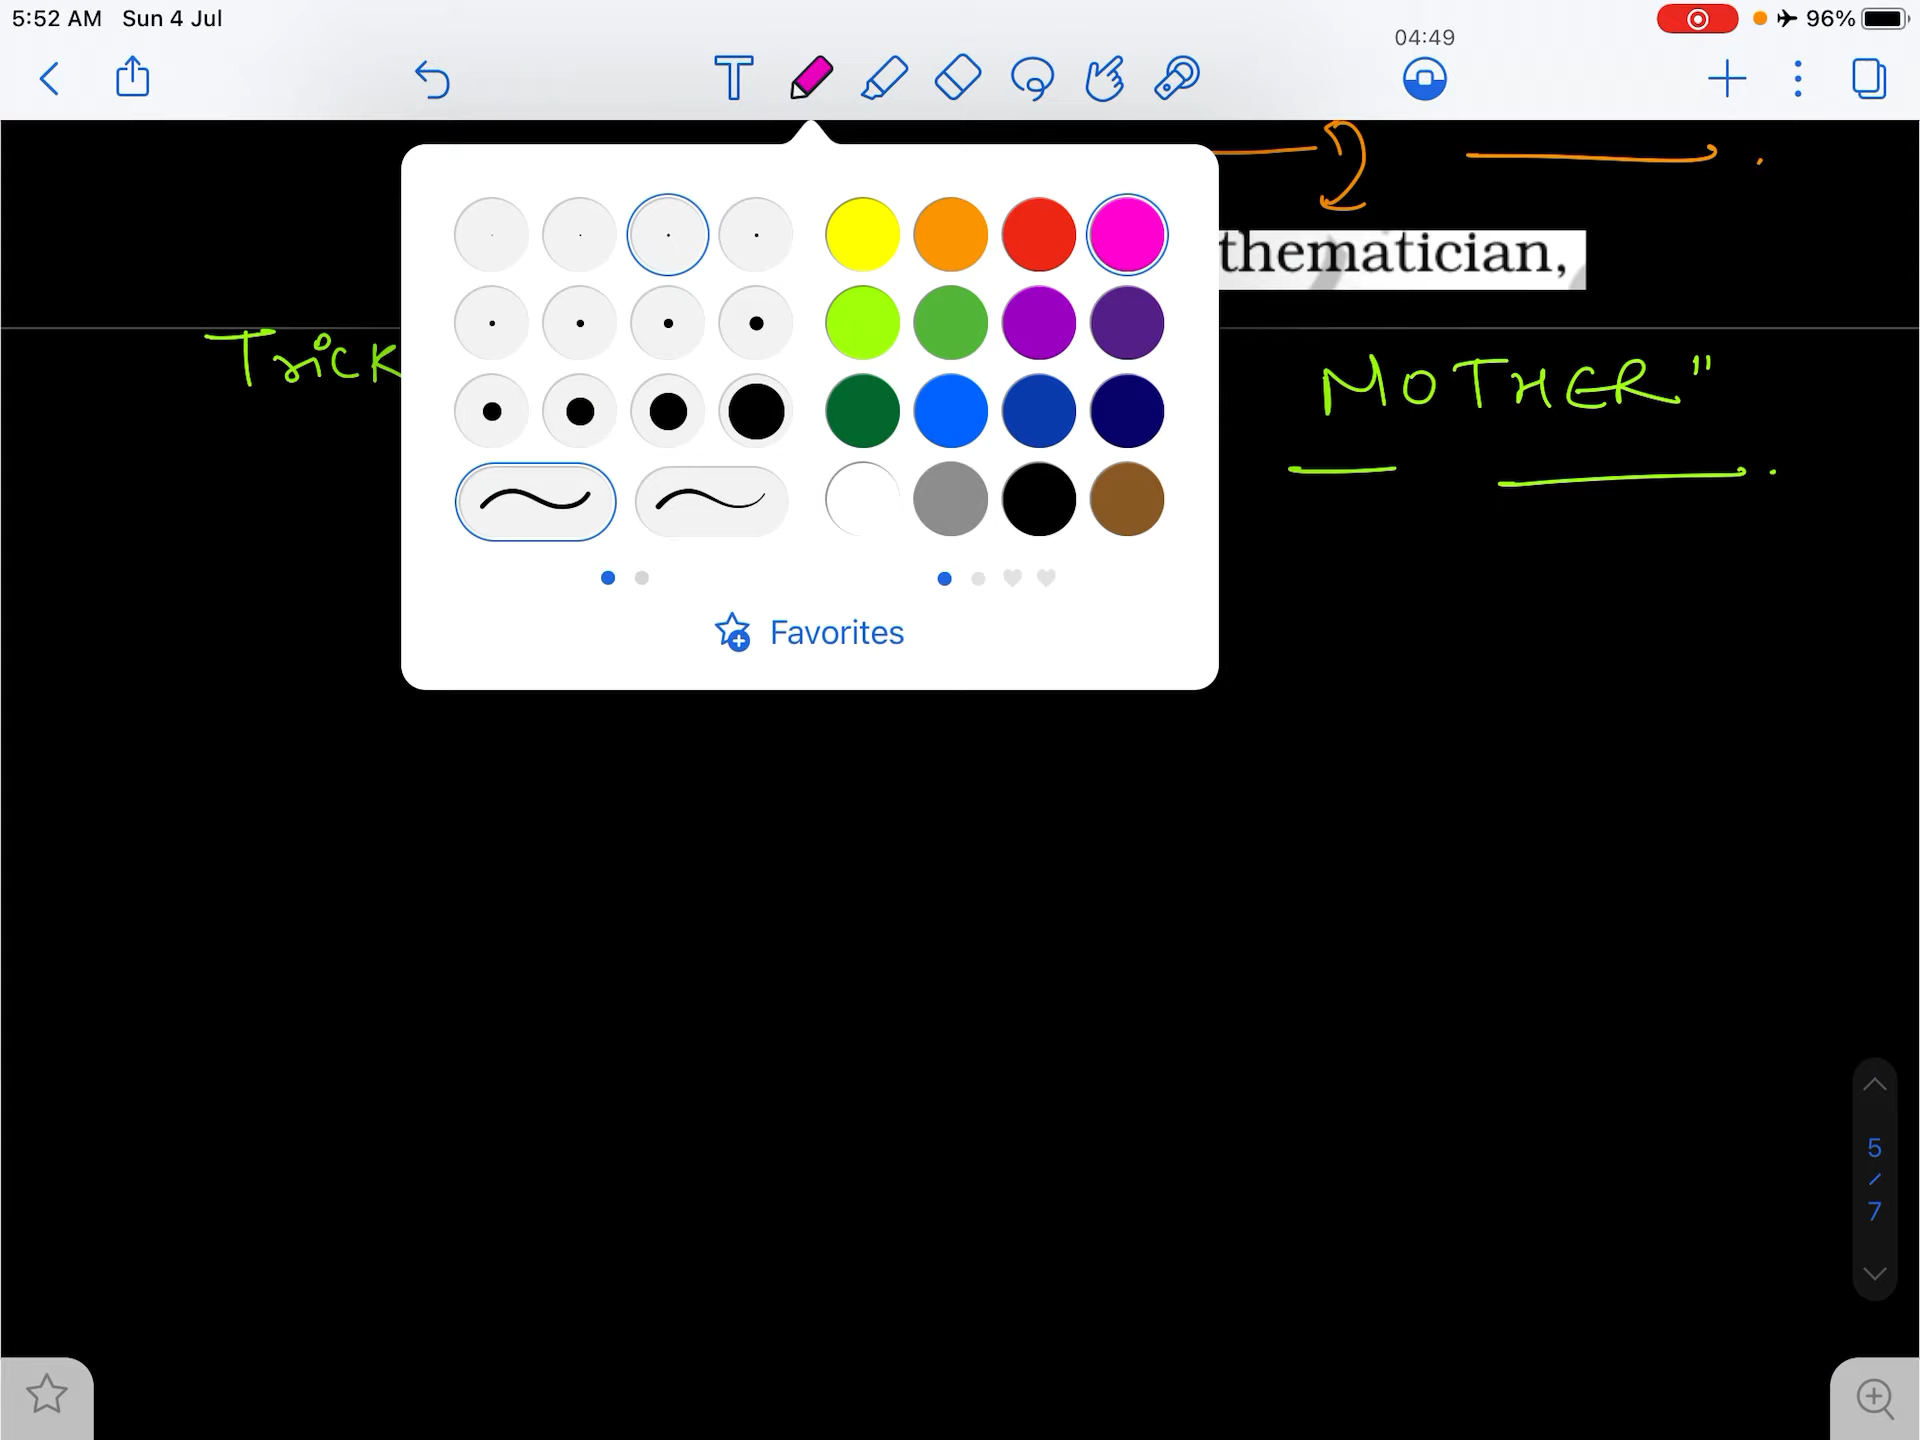 5:52 AM Sun 4 Jul
96%
04:49
thematician,
Trick
MOTHER"
Favorites
5
/
7